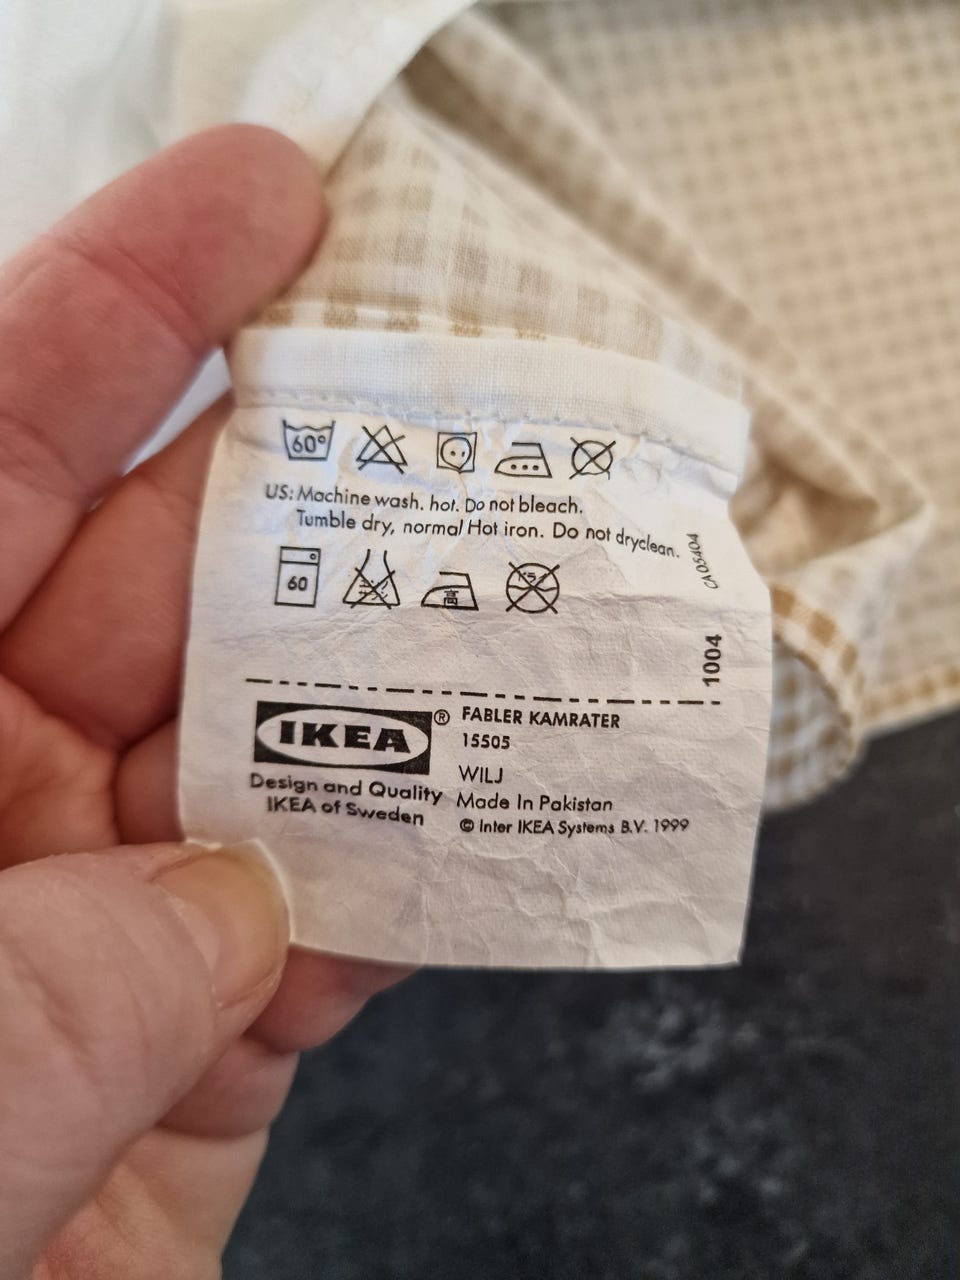 60°
US: Machine wash. hot. Do not bleach.
Tumble dry, normal Hot iron. Do not dryclean.
60
高
CA05404
1004
IKEA®
Design and Quality
IKEA of Sweden
FABLER KAMRATER
15505
WILJ
Made In Pakistan
© Inter IKEA Systems B.V. 1999